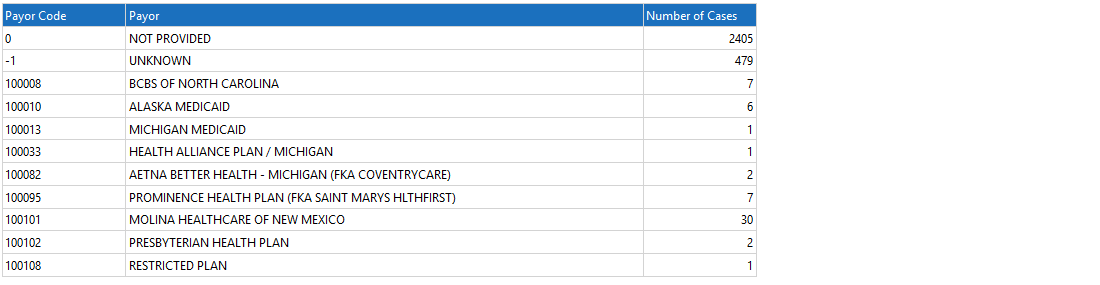 Payor Code Payor Number of Cases
0 NOT PROVIDED 2405
-1 UNKNOWN 479
100008 BCBS OF NORTH CAROLINA 7
100010 ALASKA MEDICAID 6
100013 MICHIGAN MEDICAID 1
100033 HEALTH ALLIANCE PLAN / MICHIGAN 1
100082 AETNA BETTER HEALTH - MICHIGAN (FKA COVENTRYCARE) 2
100095 PROMINENCE HEALTH PLAN (FKA SAINT MARYS HLTHFIRST) 7
100101 MOLINA HEALTHCARE OF NEW MEXICO 30
100102 PRESBYTERIAN HEALTH PLAN 2
100108 RESTRICTED PLAN 1